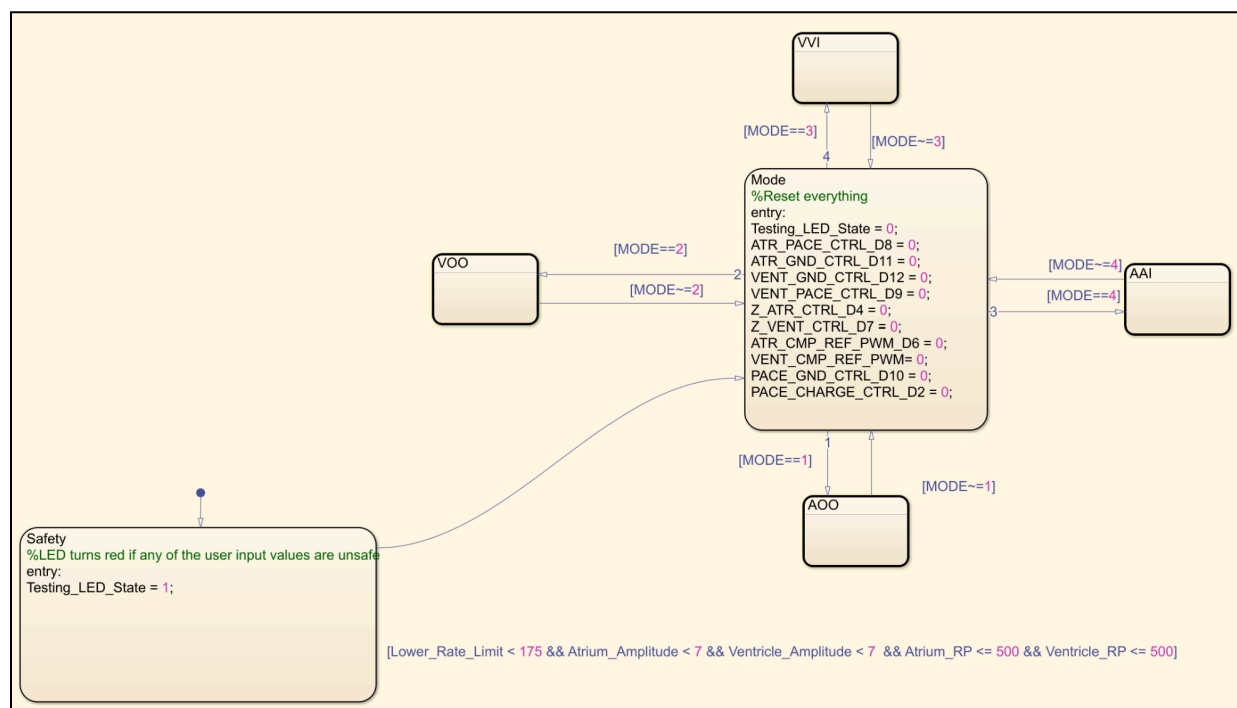 VVI
[MODE==3]
[MODE~=3]
4
Mode
%Reset everything
entry:
Testing_LED_State = 0;
ATR_PACE_CTRL_D8 = 0;
ATR_GND_CTRL_D11 = 0;
VENT_GND_CTRL_D12 = 0;
VENT_PACE_CTRL_D9 = 0;
Z_ATR_CTRL_D4 = 0;
Z_VENT_CTRL_D7 = 0;
ATR_CMP_REF_PWM_D6 = 0;
VENT_CMP_REF_PWM= 0;
PACE_GND_CTRL_D10 = 0;
PACE_CHARGE_CTRL_D2 = 0;
[MODE==2]
VOO
2
[MODE~=2]
[MODE~=4]
AAI
[MODE==4]
3
1
[MODE==1]
[MODE~=1]
AOO
Safety
%LED turns red if any of the user input values are unsafe
entry:
Testing_LED_State = 1;
[Lower_Rate_Limit < 175 && Atrium_Amplitude < 7 && Ventricle_Amplitude < 7 && Atrium_RP <= 500 && Ventricle_RP <= 500]